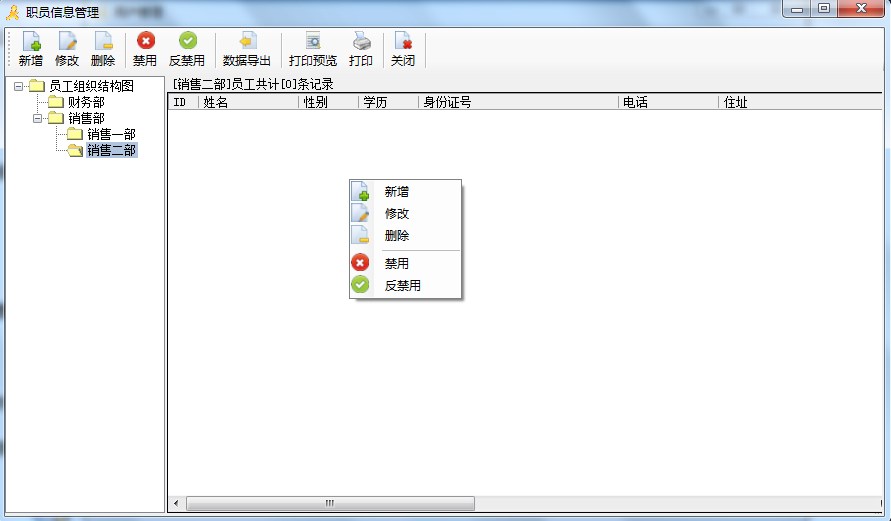 职员信息管理
新增 修改 删除 禁用 反禁用 数据导出 打印预览 打印 关闭
员工组织结构图
财务部
销售部
销售一部
销售二部
[销售二部]员工共计[0]条记录
ID 姓名 性别 学历 身份证号 电话 住址
新增
修改
删除
禁用
反禁用